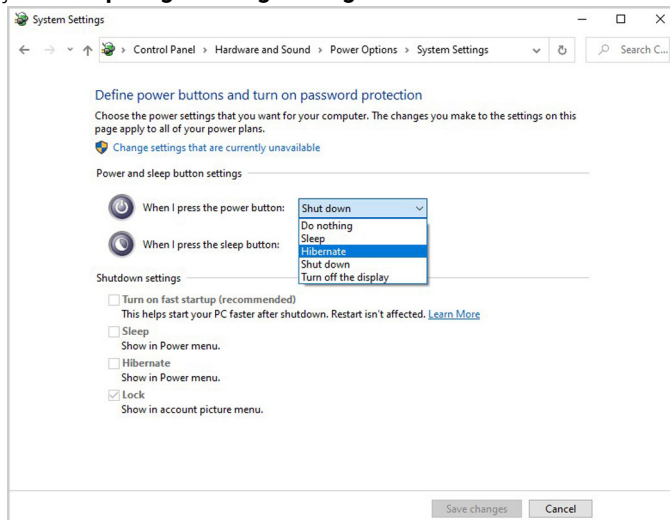 System Settings
Control Panel > Hardware and Sound > Power Options > System Settings
Search C...
Define power buttons and turn on password protection
Choose the power settings that you want for your computer. The changes you make to the settings on this
page apply to all of your power plans.
Change settings that are currently unavailable
Power and sleep button settings
When I press the power button: Shut down
Do nothing
Sleep
Hibernate
Shut down
Turn off the display
When I press the sleep button:
Shutdown settings
Turn on fast startup (recommended)
This helps start your PC faster after shutdown. Restart isn't affected. Learn More
Sleep
Show in Power menu.
Hibernate
Show in Power menu.
Lock
Show in account picture menu.
Save changes
Cancel